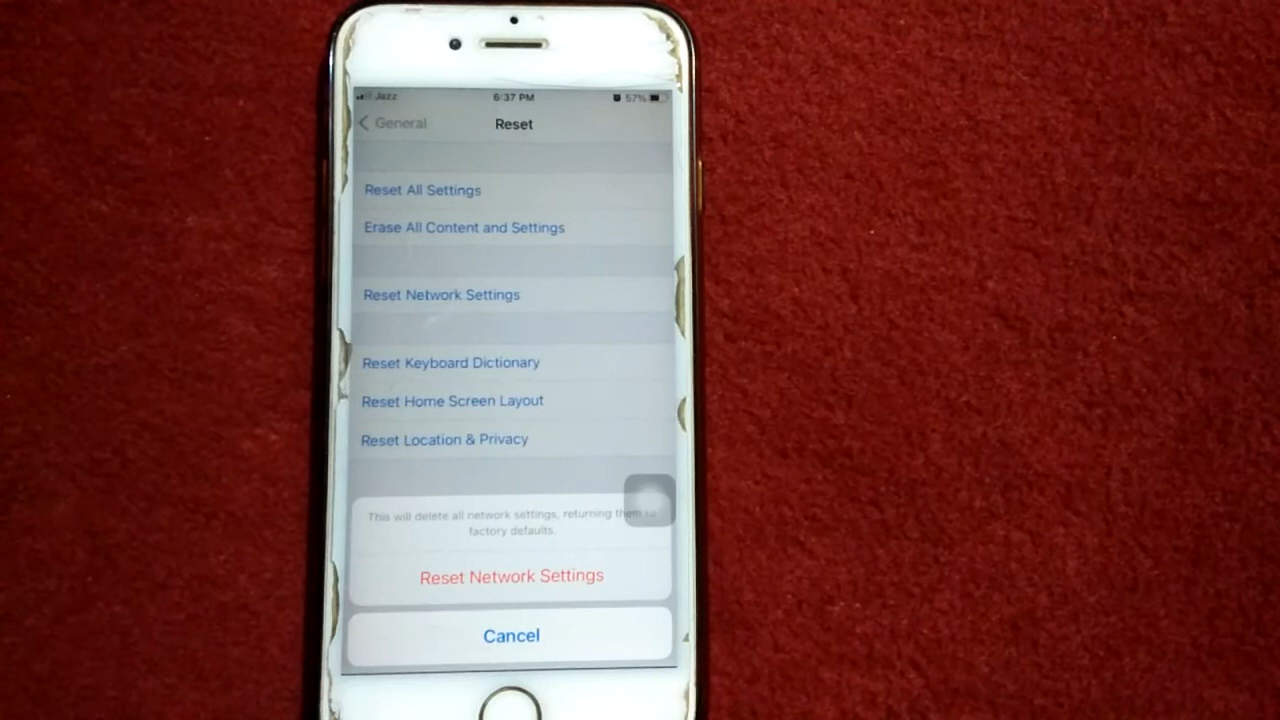 Jazz 6:37 PM 57%
General Reset
Reset All Settings
Erase All Content and Settings
Reset Network Settings
Reset Keyboard Dictionary
Reset Home Screen Layout
Reset Location & Privacy
This will delete all network settings, returning them to
factory defaults.
Reset Network Settings
Cancel